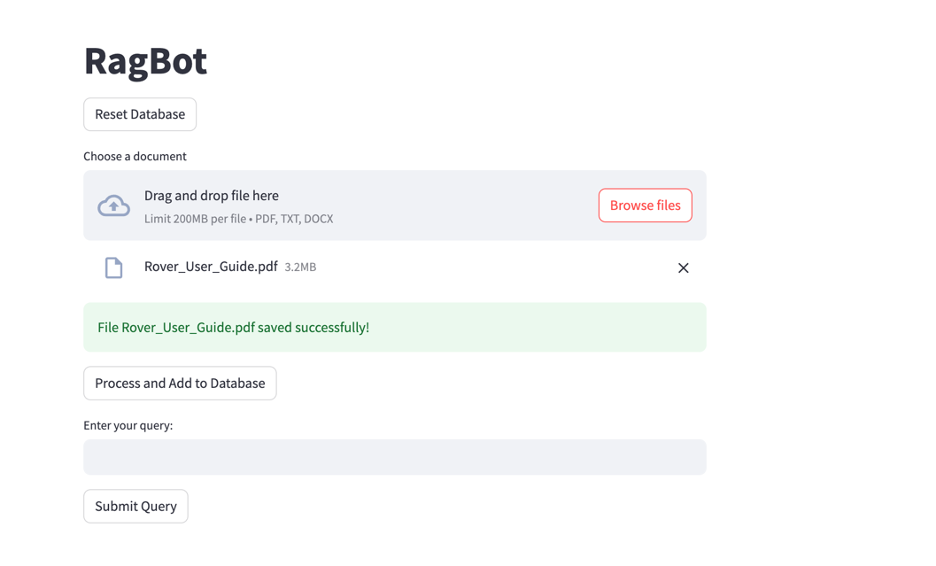 RagBot
Reset Database
Choose a document
Drag and drop file here
Limit 200MB per file • PDF, TXT, DOCX
Browse files
Rover_User_Guide.pdf 3.2MB
File Rover_User_Guide.pdf saved successfully!
Process and Add to Database
Enter your query:
Submit Query